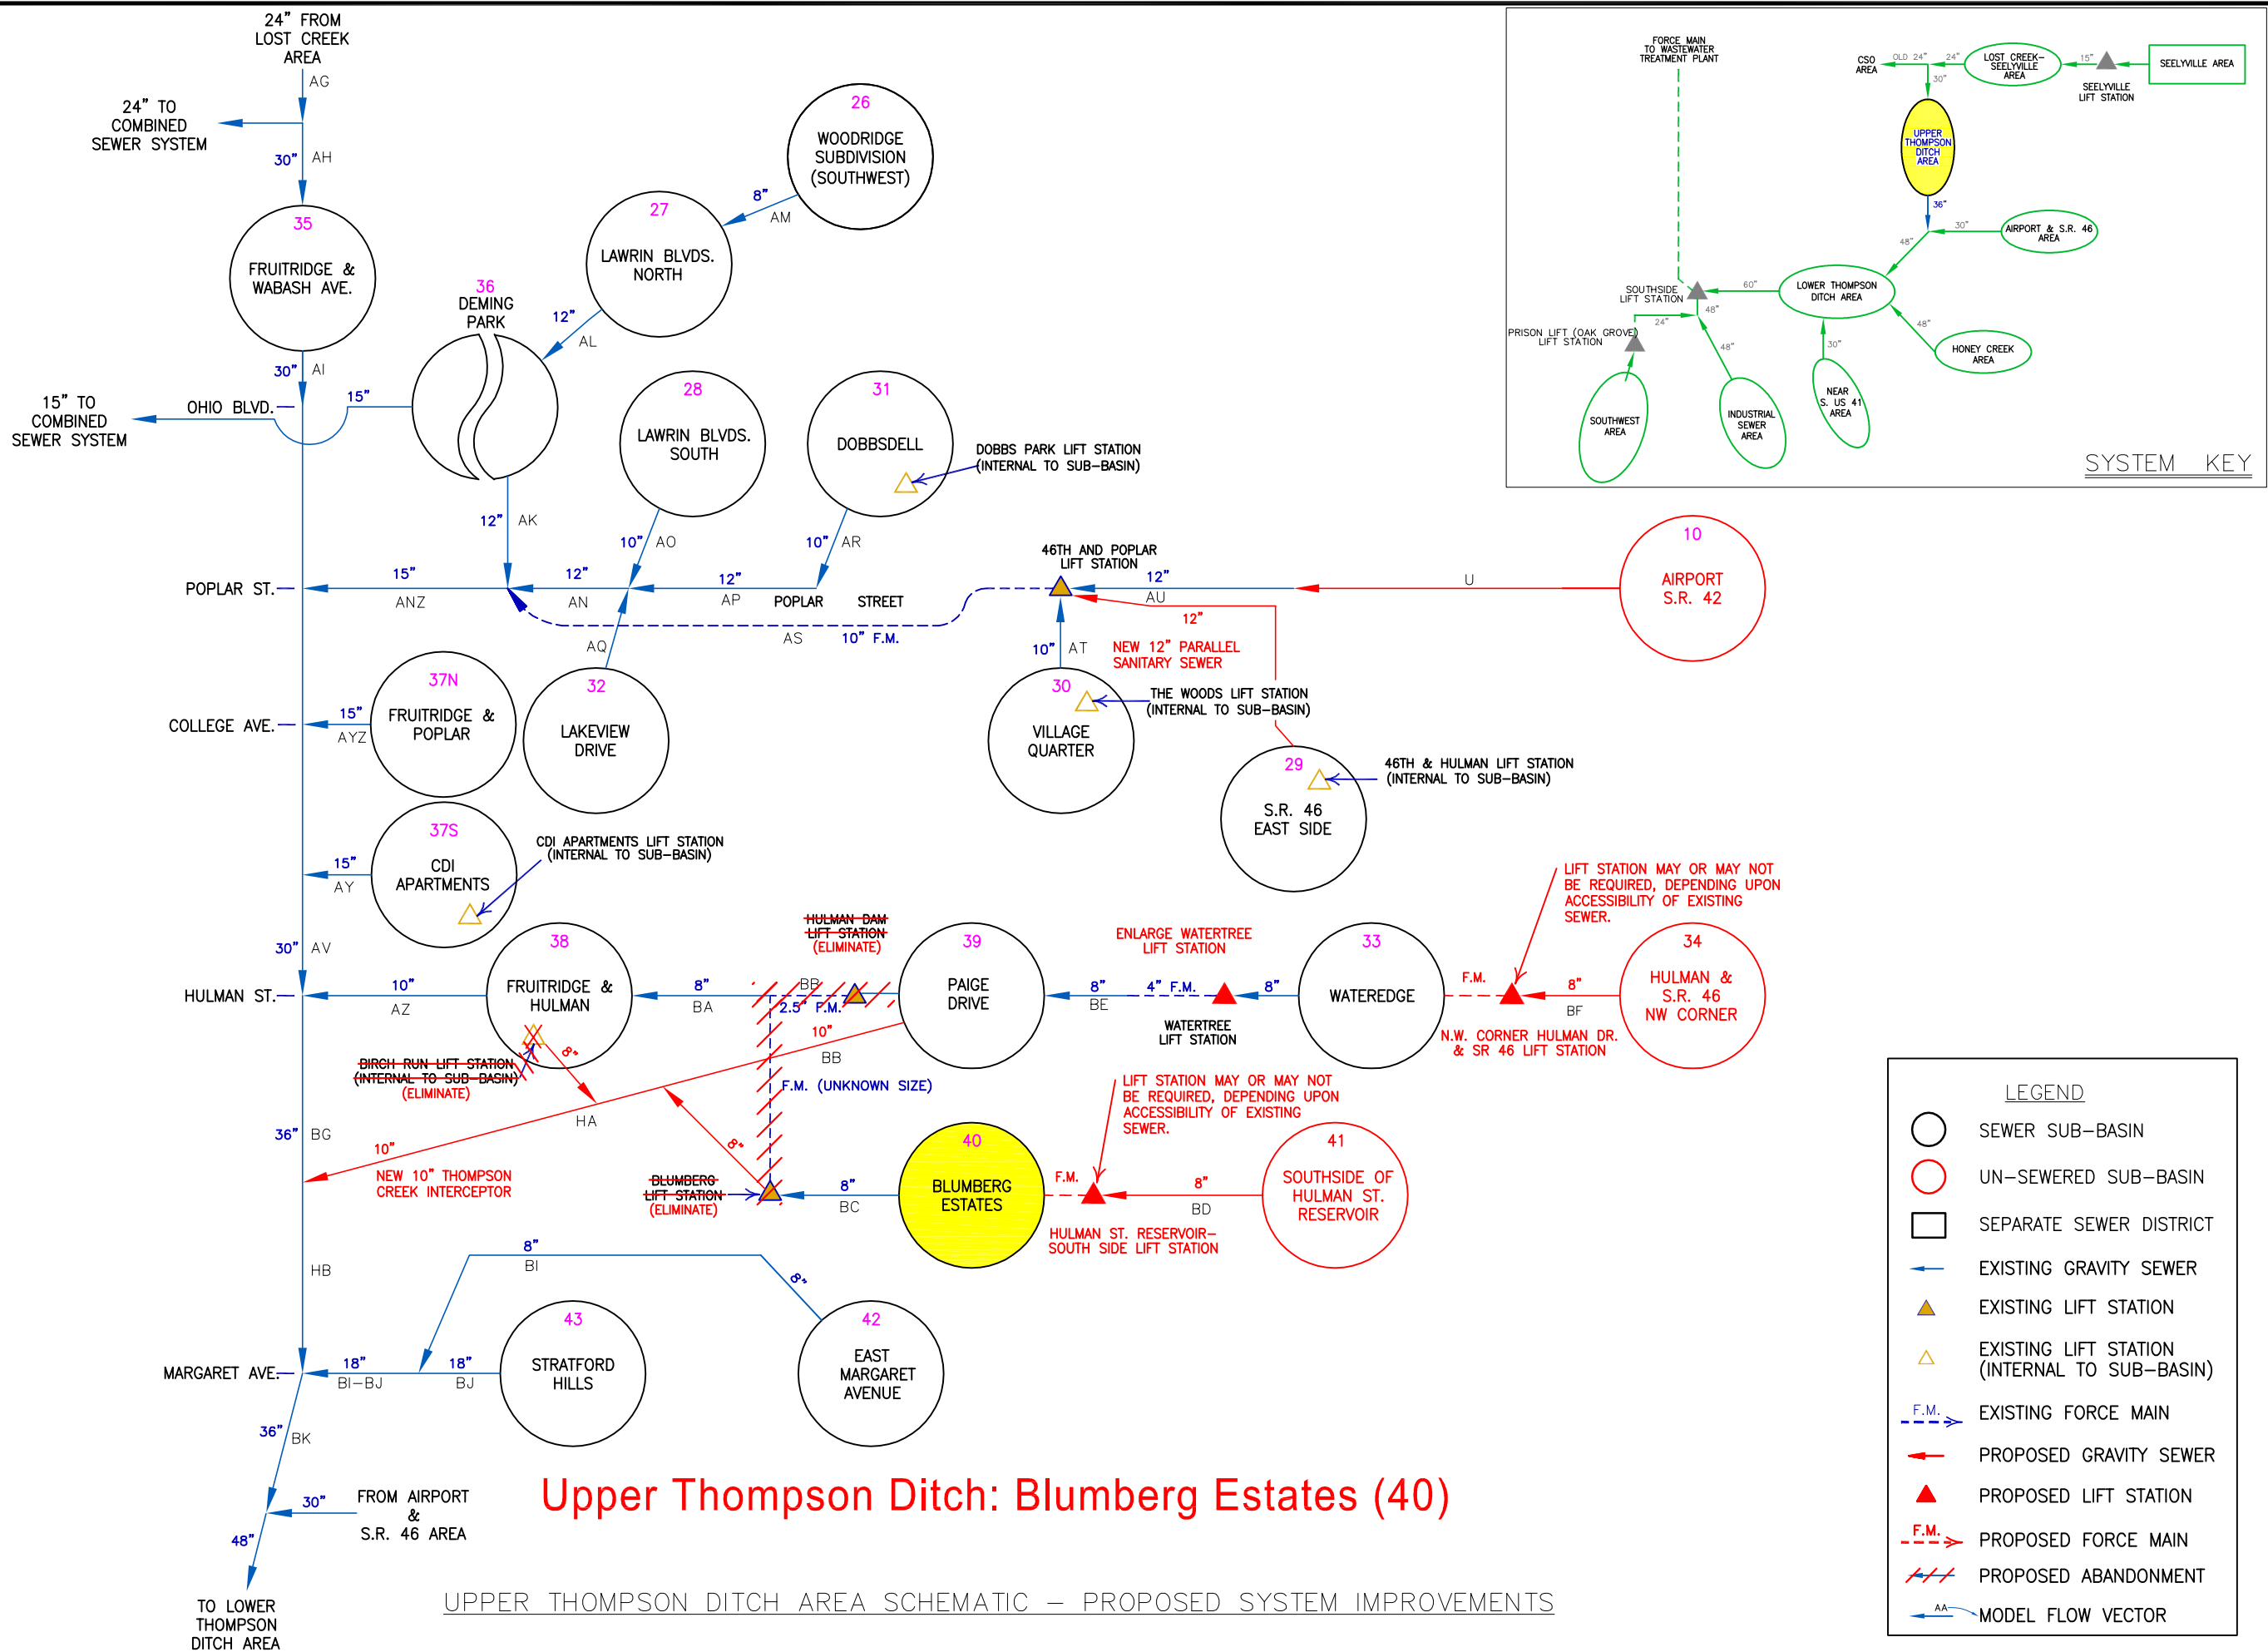 24" FROM
LOST CREEK
AREA
AG
24" TO
COMBINED
SEWER SYSTEM
30" AH
35
FRUITRIDGE &
WABASH AVE.
30" AI
15" TO
COMBINED
SEWER SYSTEM
OHIO BLVD.
15"
36
DEMING
PARK
26
WOODRIDGE
SUBDIVISION
(SOUTHWEST)
8"
AM
27
LAWRIN BLVDS.
NORTH
12"
AL
28
LAWRIN BLVDS.
SOUTH
10" AO
31
DOBBSDELL
DOBBS PARK LIFT STATION
(INTERNAL TO SUB-BASIN)
10" AR
12" AK
POPLAR ST.
15"
ANZ
12"
AN
12"
AP
POPLAR STREET
AS
10" F.M.
AQ
46TH AND POPLAR
LIFT STATION
12"
AU
U
12"
NEW 12" PARALLEL
SANITARY SEWER
10" AT
10
AIRPORT
S.R. 42
30
VILLAGE
QUARTER
THE WOODS LIFT STATION
(INTERNAL TO SUB-BASIN)
29
S.R. 46
EAST SIDE
46TH & HULMAN LIFT STATION
(INTERNAL TO SUB-BASIN)
32
LAKEVIEW
DRIVE
37N
FRUITRIDGE &
POPLAR
COLLEGE AVE.
15"
AYZ
37S
CDI
APARTMENTS
CDI APARTMENTS LIFT STATION
(INTERNAL TO SUB-BASIN)
15"
AY
30" AV
HULMAN ST.
10"
AZ
38
FRUITRIDGE &
HULMAN
BIRCH RUN LIFT STATION
(INTERNAL TO SUB-BASIN)
(ELIMINATE)
8"
8"
BA
HULMAN DAM
LIFT STATION
(ELIMINATE)
BB
2.5" F.M.
39
PAIGE
DRIVE
10"
BB
F.M. (UNKNOWN SIZE)
HA
10"
NEW 10" THOMPSON
CREEK INTERCEPTOR
36" BG
ENLARGE WATERTREE
LIFT STATION
8"
BE
4" F.M.
8"
WATERTREE
LIFT STATION
33
WATEREDGE
F.M.
LIFT STATION MAY OR MAY NOT
BE REQUIRED, DEPENDING UPON
ACCESSIBILITY OF EXISTING
SEWER.
8"
BF
N.W. CORNER HULMAN DR.
& SR 46 LIFT STATION
34
HULMAN &
S.R. 46
NW CORNER
BLUMBERG
LIFT STATION
(ELIMINATE)
8"
8"
BC
40
BLUMBERG
ESTATES
F.M.
LIFT STATION MAY OR MAY NOT
BE REQUIRED, DEPENDING UPON
ACCESSIBILITY OF EXISTING
SEWER.
8"
BD
HULMAN ST. RESERVOIR-
SOUTH SIDE LIFT STATION
41
SOUTHSIDE OF
HULMAN ST.
RESERVOIR
HB
8"
BI
8"
42
EAST
MARGARET
AVENUE
43
STRATFORD
HILLS
MARGARET AVE.
18"
BI-BJ
18"
BJ
36" BK
30"
FROM AIRPORT
&
S.R. 46 AREA
48"
TO LOWER
THOMPSON
DITCH AREA
Upper Thompson Ditch: Blumberg Estates (40)
UPPER THOMPSON DITCH AREA SCHEMATIC - PROPOSED SYSTEM IMPROVEMENTS
FORCE MAIN
TO WASTEWATER
TREATMENT PLANT
CSO
AREA
OLD 24"
24"
LOST CREEK-
SEELYVILLE
AREA
15"
SEELYVILLE
LIFT STATION
SEELYVILLE AREA
30"
UPPER
THOMPSON
DITCH
AREA
36"
30"
AIRPORT & S.R. 46
AREA
48"
LOWER THOMPSON
DITCH AREA
60"
SOUTHSIDE
LIFT STATION
48"
24"
PRISON LIFT (OAK GROVE)
LIFT STATION
48"
30"
48"
HONEY CREEK
AREA
NEAR
S. US 41
AREA
INDUSTRIAL
SEWER
AREA
SOUTHWEST
AREA
SYSTEM KEY
LEGEND
SEWER SUB-BASIN
UN-SEWERED SUB-BASIN
SEPARATE SEWER DISTRICT
EXISTING GRAVITY SEWER
EXISTING LIFT STATION
EXISTING LIFT STATION
(INTERNAL TO SUB-BASIN)
F.M. EXISTING FORCE MAIN
PROPOSED GRAVITY SEWER
PROPOSED LIFT STATION
F.M. PROPOSED FORCE MAIN
PROPOSED ABANDONMENT
AA MODEL FLOW VECTOR